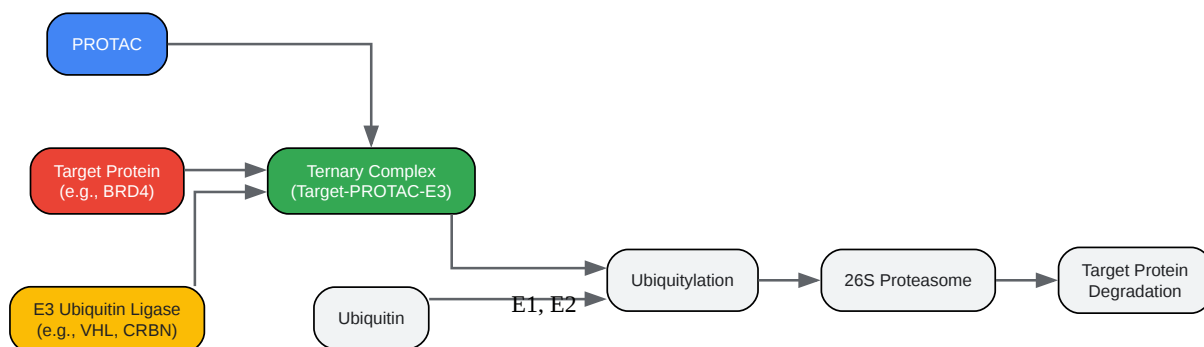 PROTAC
Target Protein
(e.g., BRD4)
Ternary Complex
(Target-PROTAC-E3)
E3 Ubiquitin Ligase
(e.g., VHL, CRBN)
Ubiquitin
E1, E2
Ubiquitylation
26S Proteasome
Target Protein
Degradation